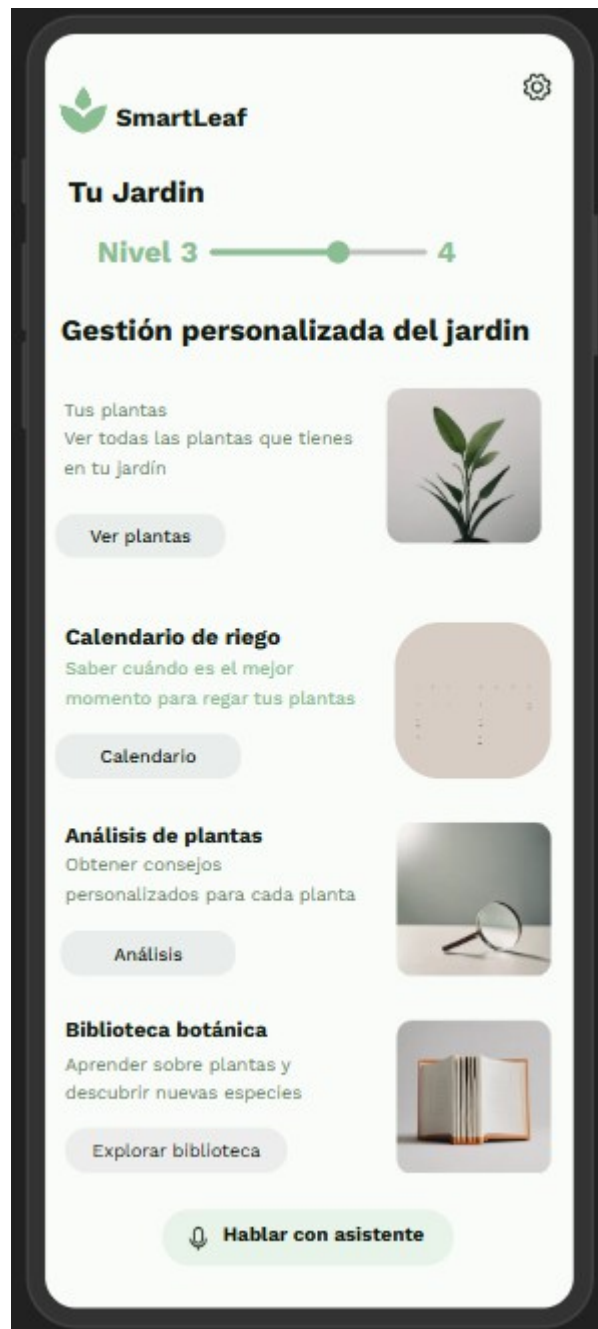 SmartLeaf
Tu Jardin
Nivel 3 4
Gestión personalizada del jardin
Tus plantas
Ver todas las plantas que tienes
en tu jardín
Ver plantas
Calendario de riego
Saber cuándo es el mejor
momento para regar tus plantas
Calendario
Análisis de plantas
Obtener consejos
personalizados para cada planta
Análisis
Biblioteca botánica
Aprender sobre plantas y
descubrir nuevas especies
Explorar biblioteca
Hablar con asistente